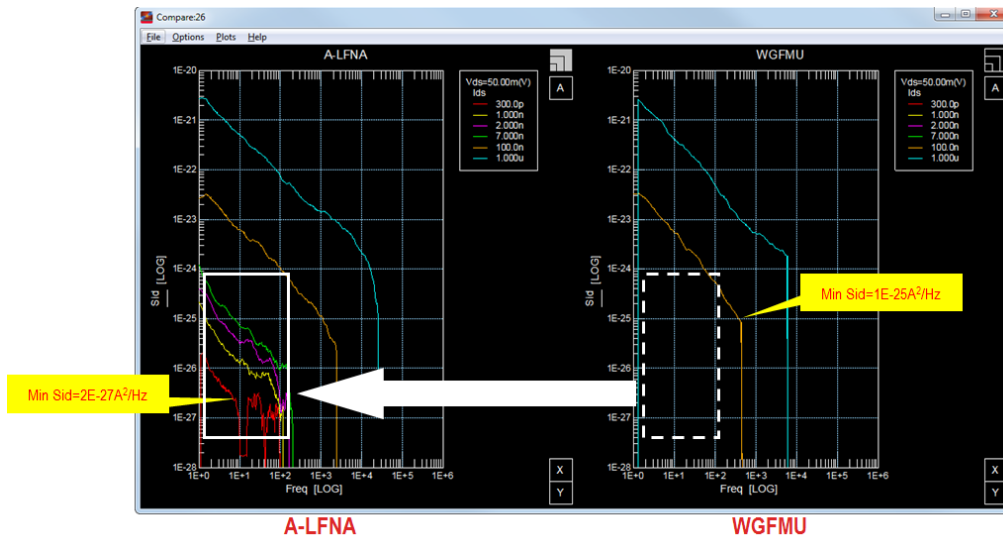 Compare:26
File Options Plots Help
A-LFNA
1E-20
1E-21
1E-22
1E-23
1E-24
1E-25
1E-26
1E-27
1E-28
Sid [LOG]
1E+0 1E+1 1E+2 1E+3 1E+4 1E+5 1E+6
Freq [LOG]
Vds=50.00m(V)
Ids
300.0p
1.000n
2.000n
7.000n
100.0n
1.000u
A
X
Y
Min Sid=2E-27A²/Hz
WGFMU
1E-20
1E-21
1E-22
1E-23
1E-24
1E-25
1E-26
1E-27
1E-28
Sid [LOG]
1E+0 1E+1 1E+2 1E+3 1E+4 1E+5 1E+6
Freq [LOG]
Vds=50.00m(V)
Ids
300.0p
1.000n
2.000n
7.000n
100.0n
1.000u
A
X
Y
Min Sid=1E-25A²/Hz
A-LFNA
WGFMU